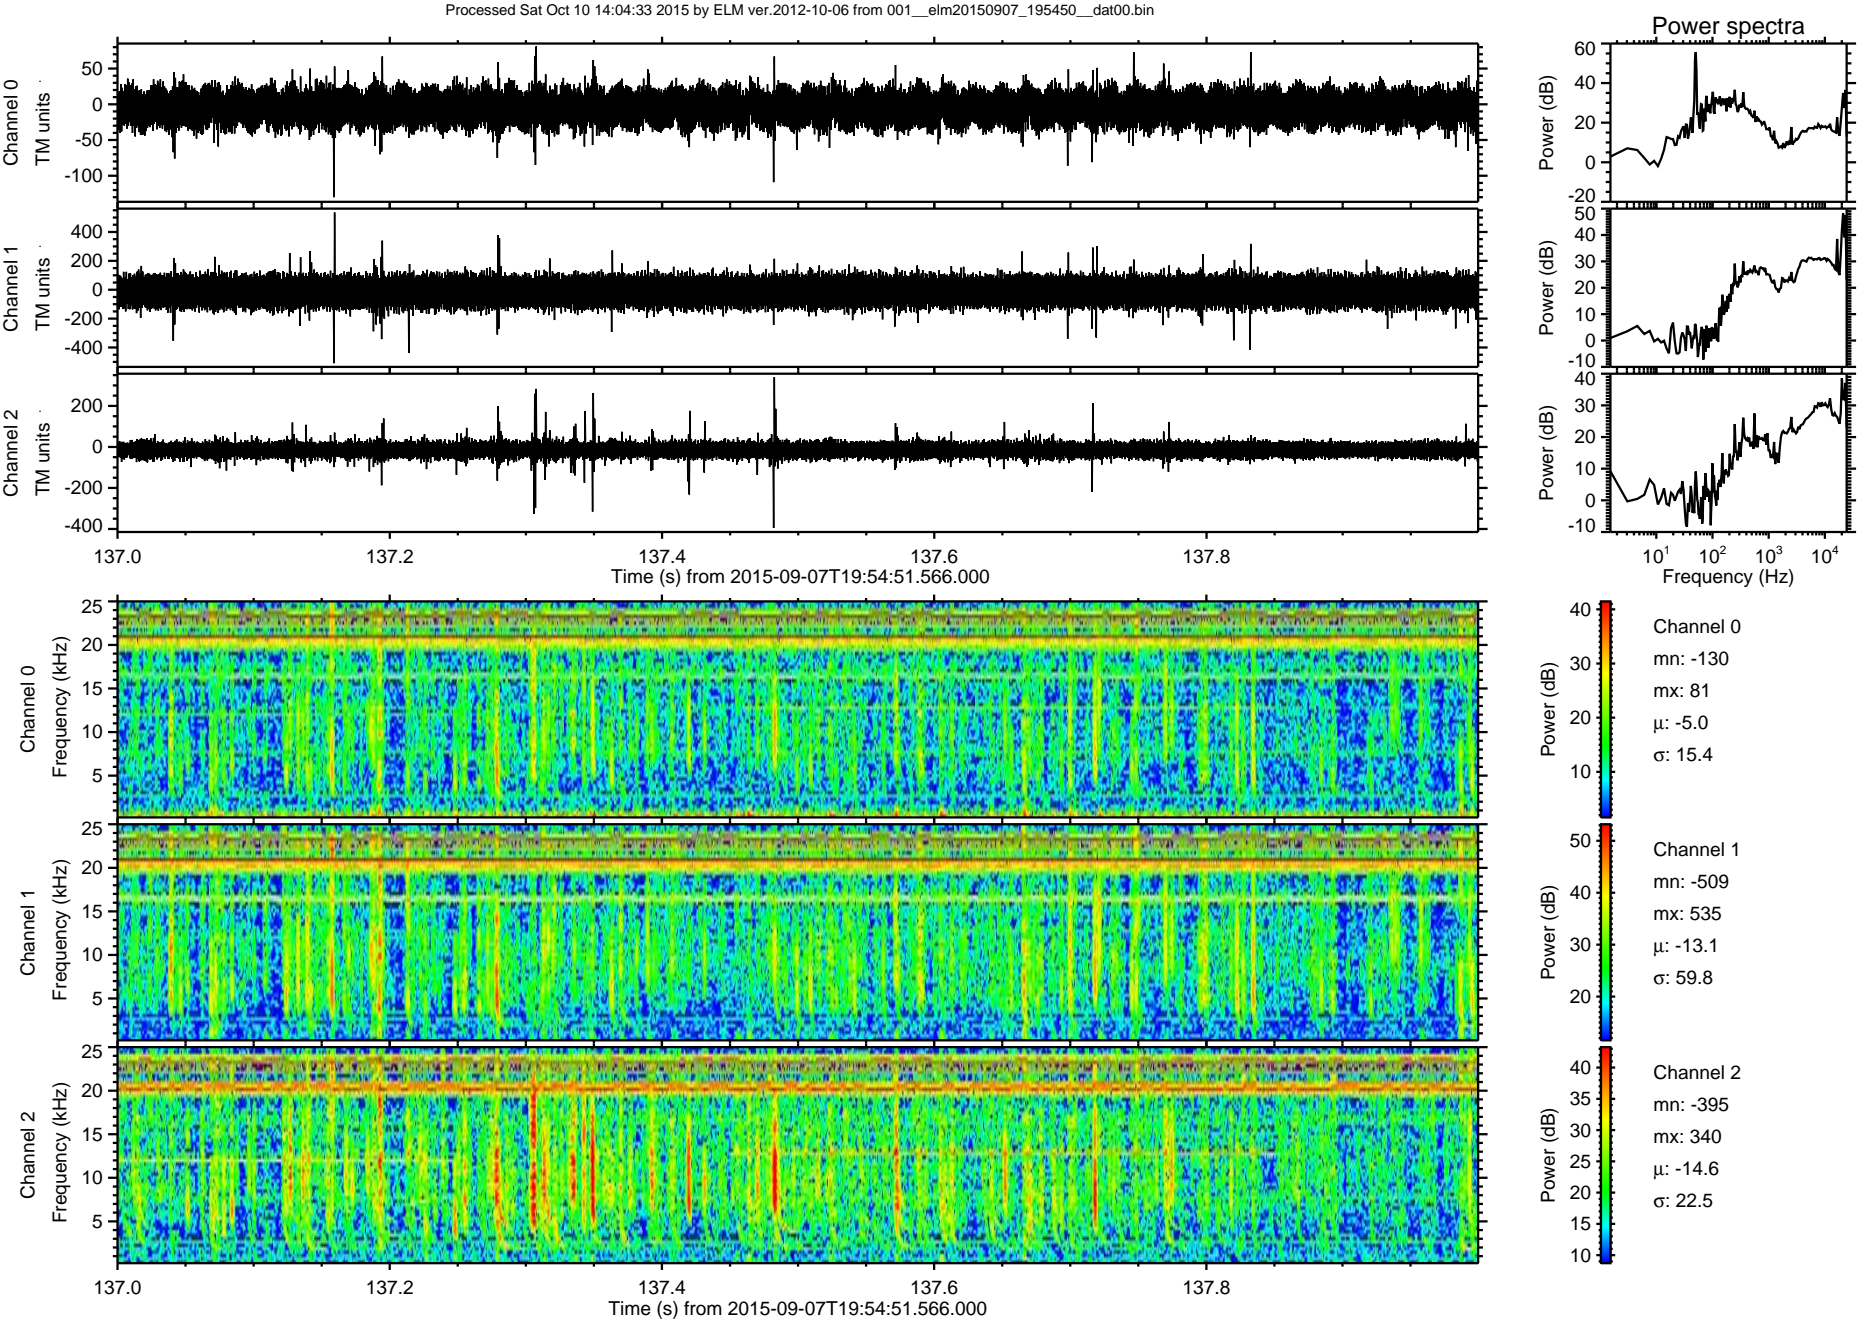 Processed Sat Oct 10 14:04:33 2015 by ELM ver.2012-10-06 from 001__elm20150907_195450__dat00.bin
Power spectra
Channel 0
TM units
50
0
-50
-100
Power (dB)
60
40
20
0
-20
Channel 1
TM units
400
200
0
-200
-400
Power (dB)
50
40
30
20
10
0
-10
Channel 2
TM units
200
0
-200
-400
Power (dB)
40
30
20
10
0
-10
137.0 137.2 137.4 137.6 137.8
Time (s) from 2015-09-07T19:54:51.566.000
10¹ 10² 10³ 10⁴
Frequency (Hz)
Channel 0
Frequency (kHz)
25
20
15
10
5
Power (dB)
40
30
20
10
Channel 0
mn: -130
mx: 81
μ: -5.0
σ: 15.4
Channel 1
Frequency (kHz)
25
20
15
10
5
Power (dB)
50
40
30
20
Channel 1
mn: -509
mx: 535
μ: -13.1
σ: 59.8
Channel 2
Frequency (kHz)
25
20
15
10
5
Power (dB)
40
35
30
25
20
15
10
Channel 2
mn: -395
mx: 340
μ: -14.6
σ: 22.5
137.0 137.2 137.4 137.6 137.8
Time (s) from 2015-09-07T19:54:51.566.000